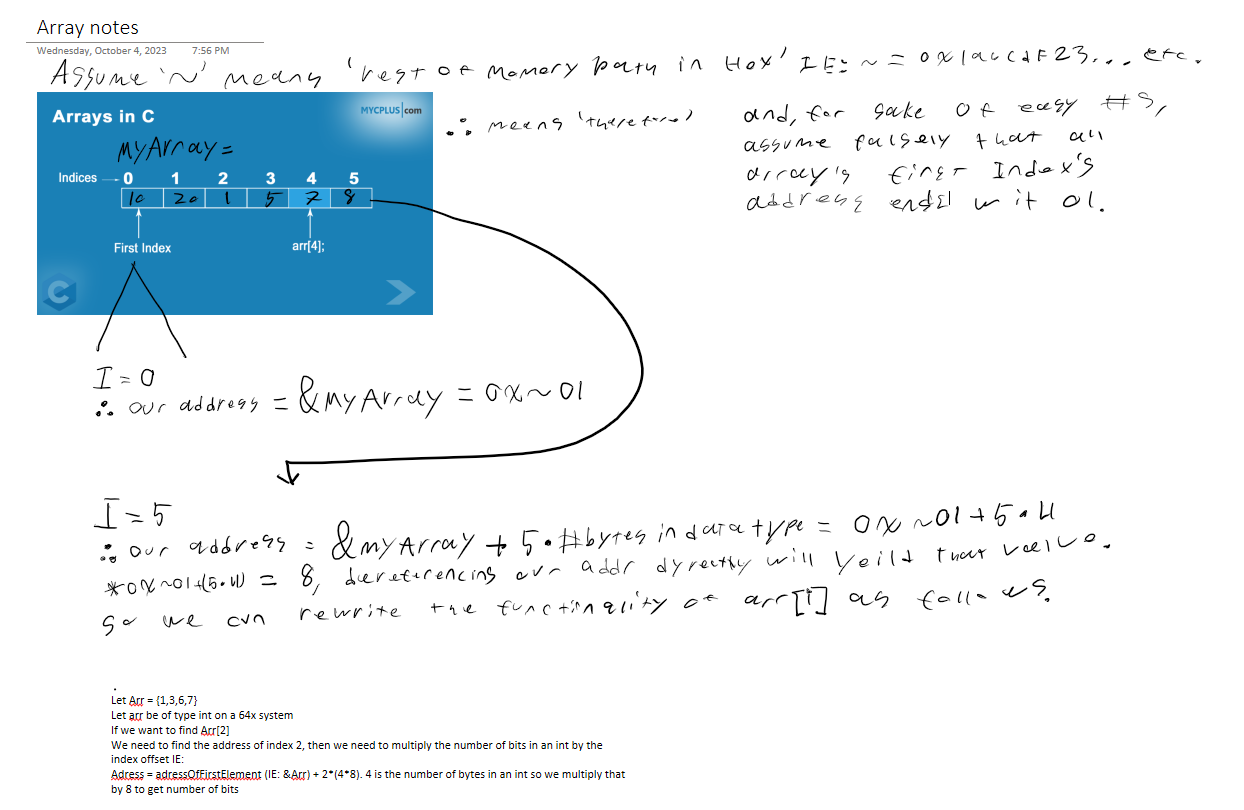 Array notes
Wednesday, October 4, 2023 7:56 PM
Assume '~' means 'rest of memory path in Hex' IE: ~ = 0x1accdF23... etc.
∴ means 'therefore'
and, for sake of easy #s,
assume falsely that all
array's first Index's
address ends wit 01.
Arrays in C
MYCPLUS|com
MyArray =
Indices 0 1 2 3 4 5
10 20 1 5 7 8
First Index arr[4];
I = 0
∴ our address = &MyArray = 0x~01
I = 5
∴ our address = &myArray + 5·#bytes in data type = 0x~01+5·4
*0x~01+(5·4) = 8, dereferencing our addr dyrectly will yeild that vaelue.
so we can rewrite the functionality of arr[i] as follows.
.
Let Arr = {1,3,6,7}
Let arr be of type int on a 64x system
If we want to find Arr[2]
We need to find the address of index 2, then we need to multiply the number of bits in an int by the
index offset IE:
Adress = adressOfFirstElement (IE: &Arr) + 2*(4*8). 4 is the number of bytes in an int so we multiply that
by 8 to get number of bits